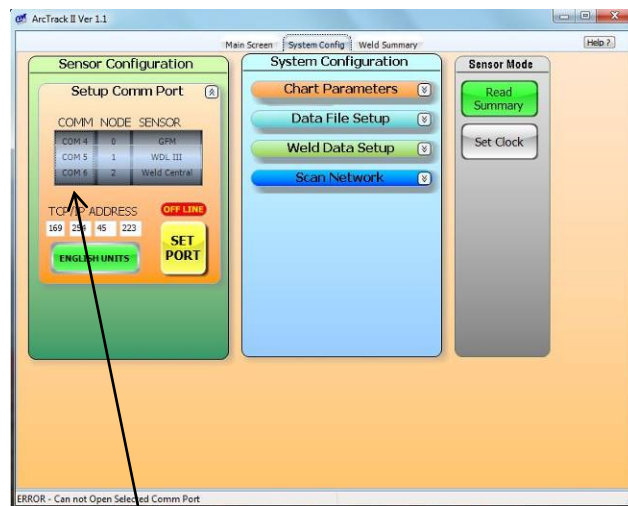 ArcTrack II Ver 1.1
Main Screen System Config Weld Summary Help ?
Sensor Configuration
Setup Comm Port
COMM NODE SENSOR
COM 4 0 GFM
COM 5 1 WDL III
COM 6 2 Weld Central
TCP/IP ADDRESS
OFF LINE
169 254 45 223
ENGLISH UNITS
SET
PORT
System Configuration
Chart Parameters
Data File Setup
Weld Data Setup
Scan Network
Sensor Mode
Read
Summary
Set Clock
ERROR - Can not Open Selected Comm Port